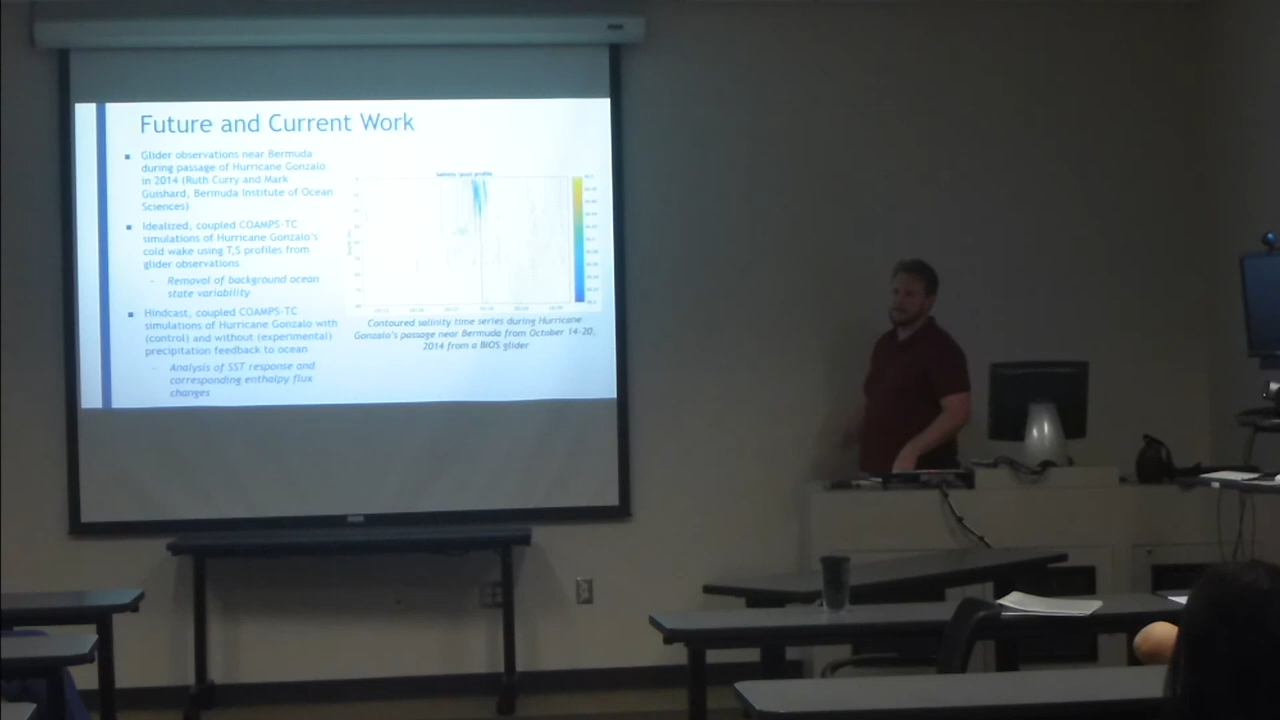 Future and Current Work
Glider observations near Bermuda
during passage of Hurricane Gonzalo
in 2014 (Ruth Curry and Mark
Guishard, Bermuda Institute of Ocean
Sciences)
Idealized, coupled COAMPS-TC
simulations of Hurricane Gonzalo's
cold wake using T,S profiles from
glider observations
- Removal of background ocean
state variability
Hindcast, coupled COAMPS-TC
simulations of Hurricane Gonzalo with
(control) and without (experimental)
precipitation feedback to ocean
- Analysis of SST response and
corresponding enthalpy flux
changes
Salinity (psu) profile
Contoured salinity time series during Hurricane
Gonzalo's passage near Bermuda from October 14-20,
2014 from a BIOS glider